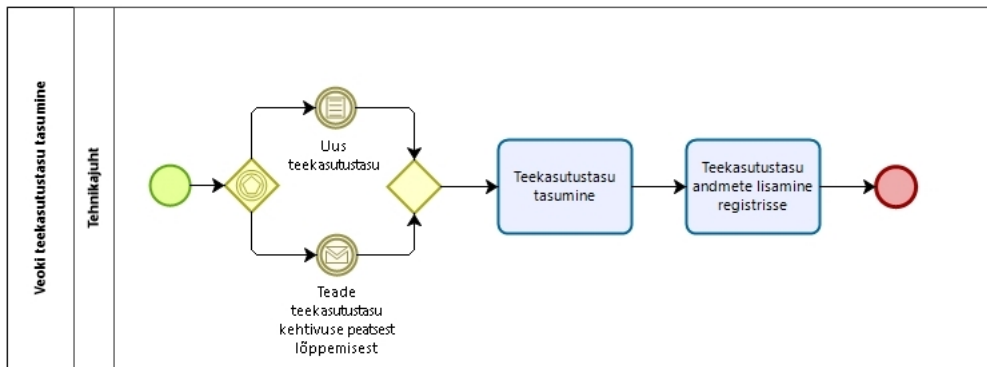 Veoki teekasutustasu tasumine
Tehnikajuht
Uus
teekasutustasu
Teade
teekasutustasu
kehtivuse peatsest
lõppemisest
Teekasutustasu
tasumine
Teekasutustasu
andmete lisamine
registrisse